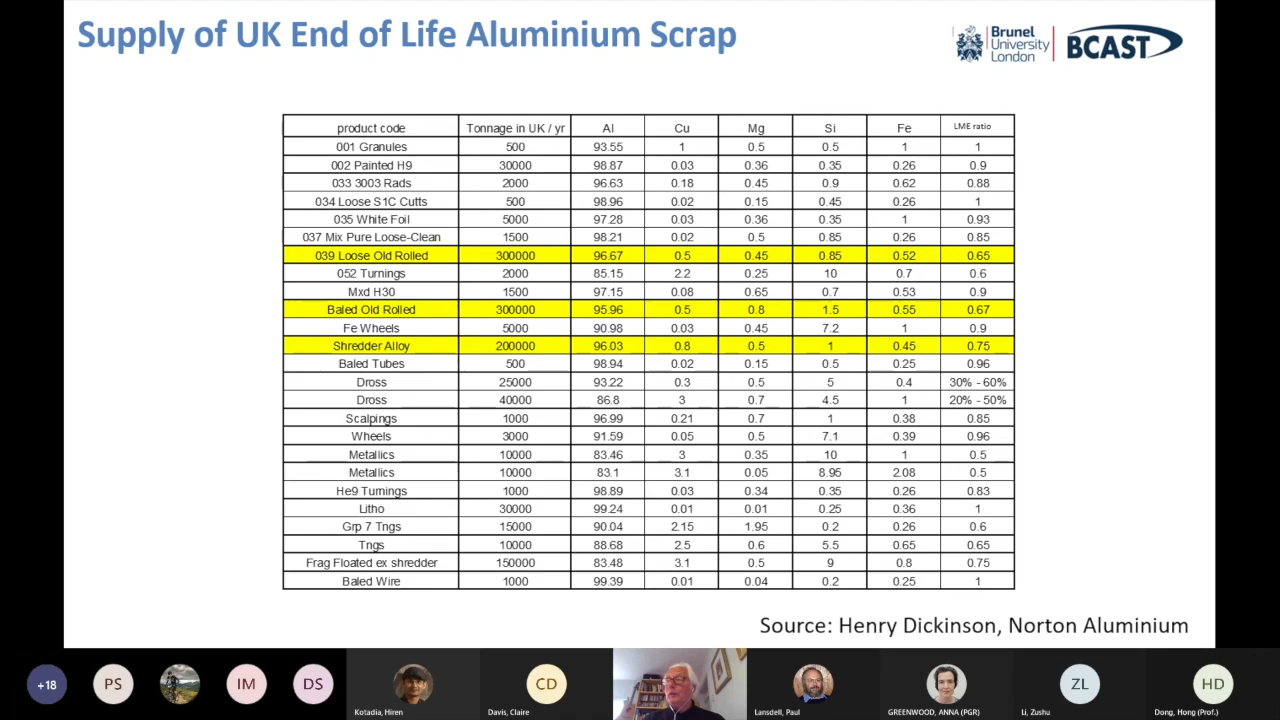 Supply of UK End of Life Aluminium Scrap
Brunel
University
London
BCAST
product code Tonnage in UK / yr Al Cu Mg Si Fe LME ratio
001 Granules 500 93.55 1 0.5 0.5 1 1
002 Painted H9 30000 98.87 0.03 0.36 0.35 0.26 0.9
033 3003 Rads 2000 96.63 0.18 0.45 0.9 0.62 0.88
034 Loose S1C Cutts 500 98.96 0.02 0.15 0.45 0.26 1
035 White Foil 5000 97.28 0.03 0.36 0.35 1 0.93
037 Mix Pure Loose-Clean 1500 98.21 0.02 0.5 0.85 0.26 0.85
039 Loose Old Rolled 300000 96.67 0.5 0.45 0.85 0.52 0.65
052 Turnings 2000 85.15 2.2 0.25 10 0.7 0.6
Mxd H30 1500 97.15 0.08 0.65 0.7 0.53 0.9
Baled Old Rolled 300000 95.96 0.5 0.8 1.5 0.55 0.67
Fe Wheels 5000 90.98 0.03 0.45 7.2 1 0.9
Shredder Alloy 200000 96.03 0.8 0.5 1 0.45 0.75
Baled Tubes 500 98.94 0.02 0.15 0.5 0.25 0.96
Dross 25000 93.22 0.3 0.5 5 0.4 30% - 60%
Dross 40000 86.8 3 0.7 4.5 1 20% - 50%
Scalpings 1000 96.99 0.21 0.7 1 0.38 0.85
Wheels 3000 91.59 0.05 0.5 7.1 0.39 0.96
Metallics 10000 83.46 3 0.35 10 1 0.5
Metallics 10000 83.1 3.1 0.05 8.95 2.08 0.5
He9 Turnings 1000 98.89 0.03 0.34 0.35 0.26 0.83
Litho 30000 99.24 0.01 0.01 0.25 0.36 1
Grp 7 Tngs 15000 90.04 2.15 1.95 0.2 0.26 0.6
Tngs 10000 88.68 2.5 0.6 5.5 0.65 0.65
Frag Floated ex shredder 150000 83.48 3.1 0.5 9 0.8 0.75
Baled Wire 1000 99.39 0.01 0.04 0.2 0.25 1
Source: Henry Dickinson, Norton Aluminium
+18 PS IM DS CD ZL HD
Kotadia, Hiren Davis, Claire Lansdell, Paul GREENWOOD, ANNA (PGR) Li, Zushu Dong, Hong (Prof.)